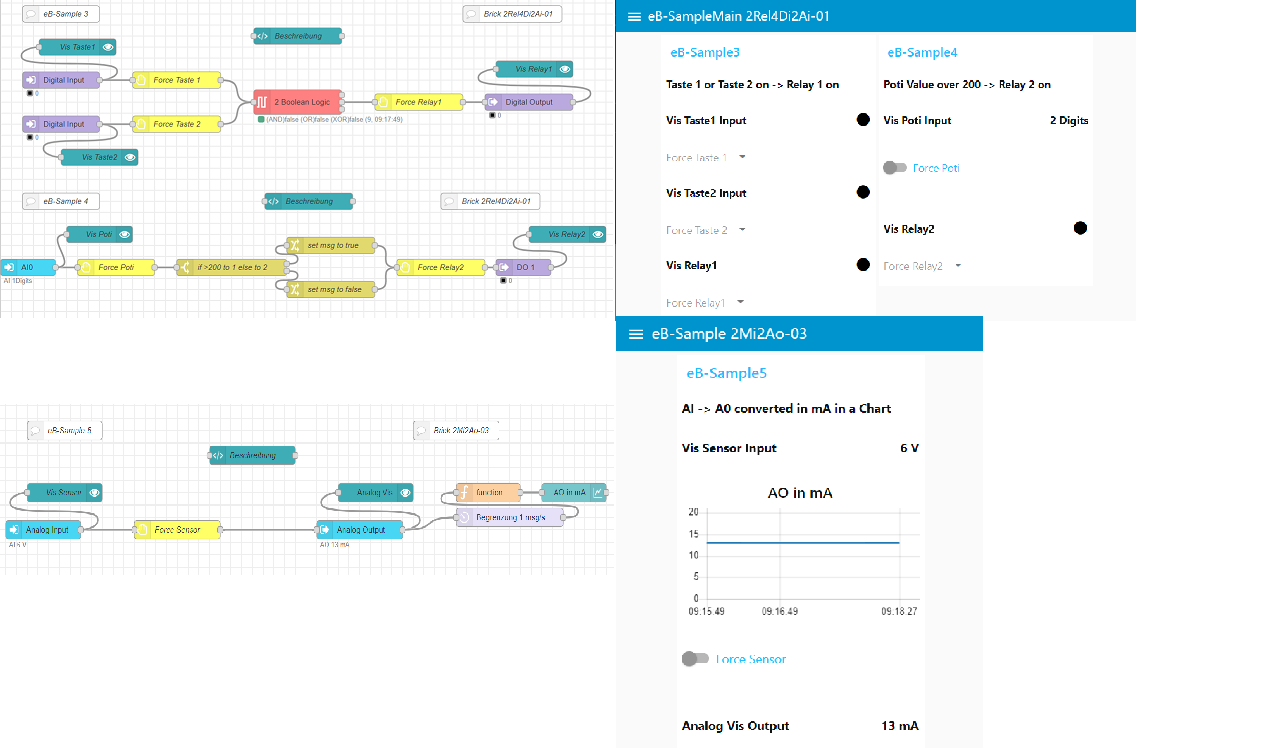 eB-Sample 3
Brick 2Rel4Di2Ai-01
Beschreibung
Vis Taste1
Vis Relay1
Digital Input
Force Taste 1
0
2 Boolean Logic
Force Relay1
Digital Output
0
(AND)false (OR)false (XOR)false (9, 09:17:49)
Digital Input
Force Taste 2
0
Vis Taste2
eB-Sample 4
Beschreibung
Brick 2Rel4Di2Ai-01
Vis Poti
Vis Relay2
set msg to true
AI0
Force Poti
if >200 to 1 else to 2
Force Relay2
DO 1
AI 1Digits
0
set msg to false
eB-SampleMain 2Rel4Di2Ai-01
eB-Sample3
Taste 1 or Taste 2 on -> Relay 1 on
Vis Taste1 Input
Force Taste 1
Vis Taste2 Input
Force Taste 2
Vis Relay1
Force Relay1
eB-Sample4
Poti Value over 200 -> Relay 2 on
Vis Poti Input 2 Digits
Force Poti
Vis Relay2
Force Relay2
eB-Sample 5
Brick 2Mi2Ao-03
Beschreibung
Vis Sensor
Analog Vis
function
AO in mA
Begrenzung 1 msg/s
Analog Input
Force Sensor
Analog Output
AI 6 V
AO 13 mA
eB-Sample 2Mi2Ao-03
eB-Sample5
AI -> A0 converted in mA in a Chart
Vis Sensor Input 6 V
AO in mA
20
15
10
5
0
09:15:49 09:16:49 09:18:27
Force Sensor
Analog Vis Output 13 mA